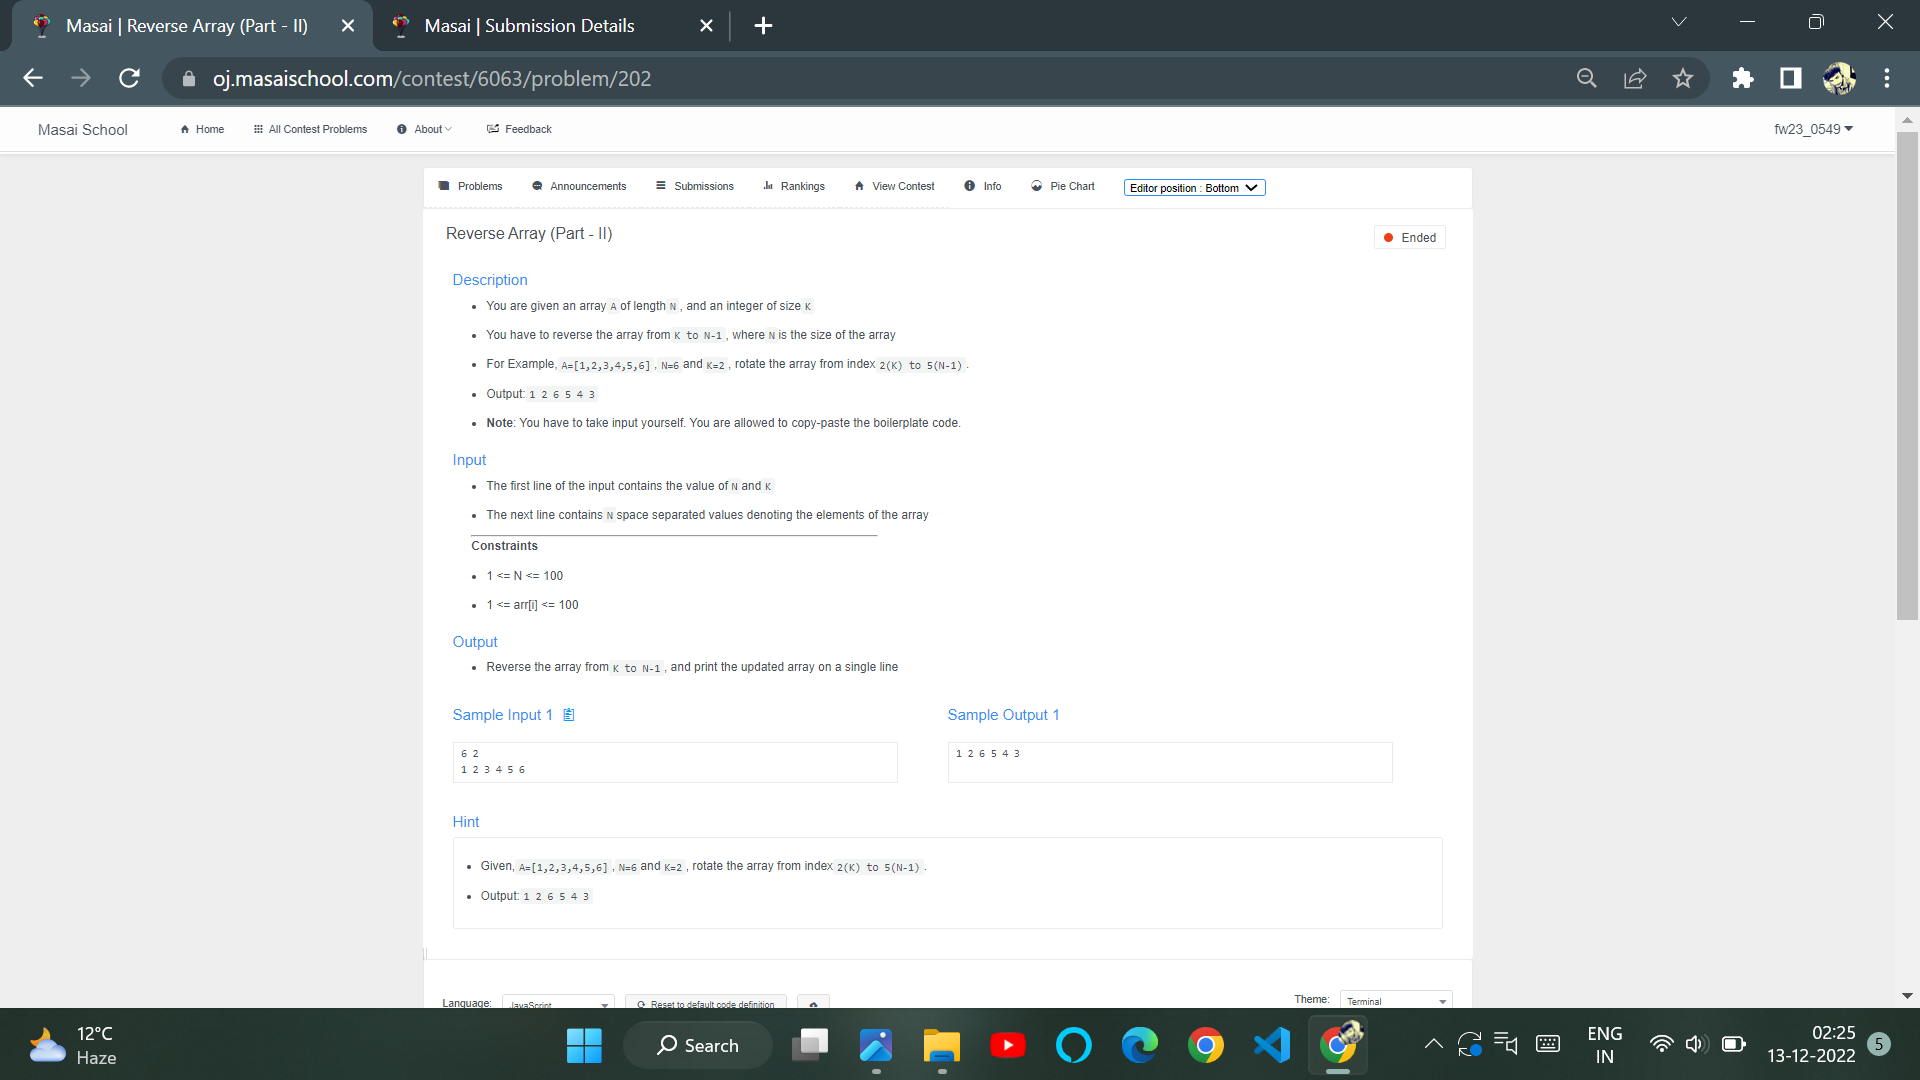 Masai | Reverse Array (Part - II)
Masai | Submission Details
oj.masaischool.com/contest/6063/problem/202
Masai School
Home
All Contest Problems
About
Feedback
fw23_0549
Problems
Announcements
Submissions
Rankings
View Contest
Info
Pie Chart
Editor position : Bottom
Reverse Array (Part - II)
Ended
Description
You are given an array A of length N , and an integer of size K
You have to reverse the array from K to N-1 , where N is the size of the array
For Example, A=[1,2,3,4,5,6] , N=6 and K=2 , rotate the array from index 2(K) to 5(N-1) .
Output: 1 2 6 5 4 3
Note: You have to take input yourself. You are allowed to copy-paste the boilerplate code.
Input
The first line of the input contains the value of N and K
The next line contains N space separated values denoting the elements of the array
Constraints
1 <= N <= 100
1 <= arr[i] <= 100
Output
Reverse the array from K to N-1 , and print the updated array on a single line
Sample Input 1
Sample Output 1
6 2
1 2 3 4 5 6
1 2 6 5 4 3
Hint
Given, A=[1,2,3,4,5,6] , N=6 and K=2 , rotate the array from index 2(K) to 5(N-1) .
Output: 1 2 6 5 4 3
Language:
JavaScript
Reset to default code definition
Theme:
Terminal
12°C
Haze
Search
ENG
IN
02:25
13-12-2022
5